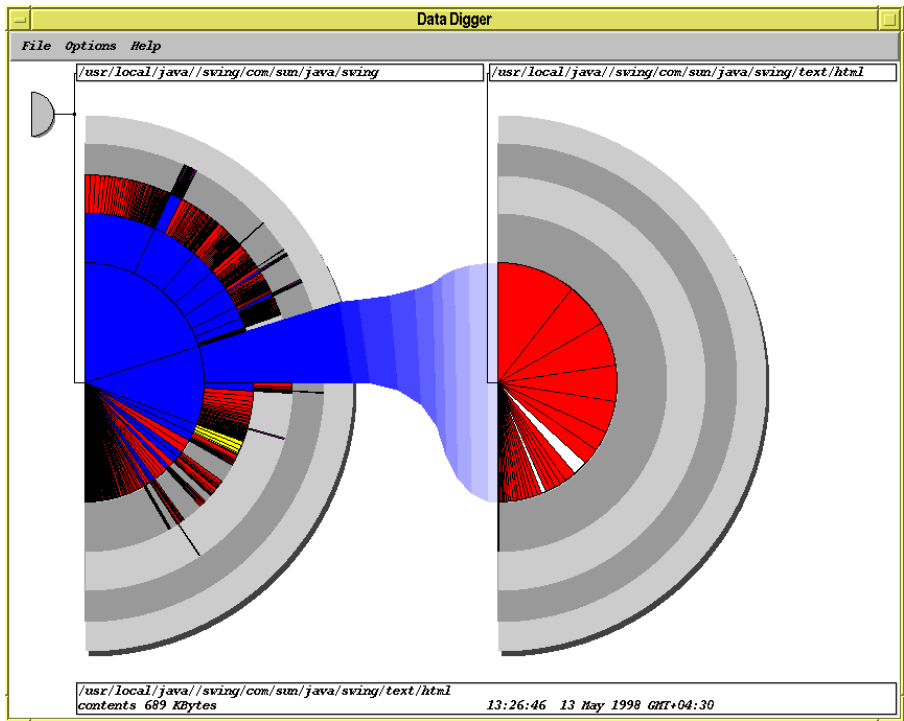 Data Digger
File Options Help
/usr/local/java//swing/com/sun/java/swing
/usr/local/java//swing/com/sun/java/swing/text/html
/usr/local/java//swing/com/sun/java/swing/text/html
contents 689 KBytes 13:26:46 13 May 1998 GMT+04:30